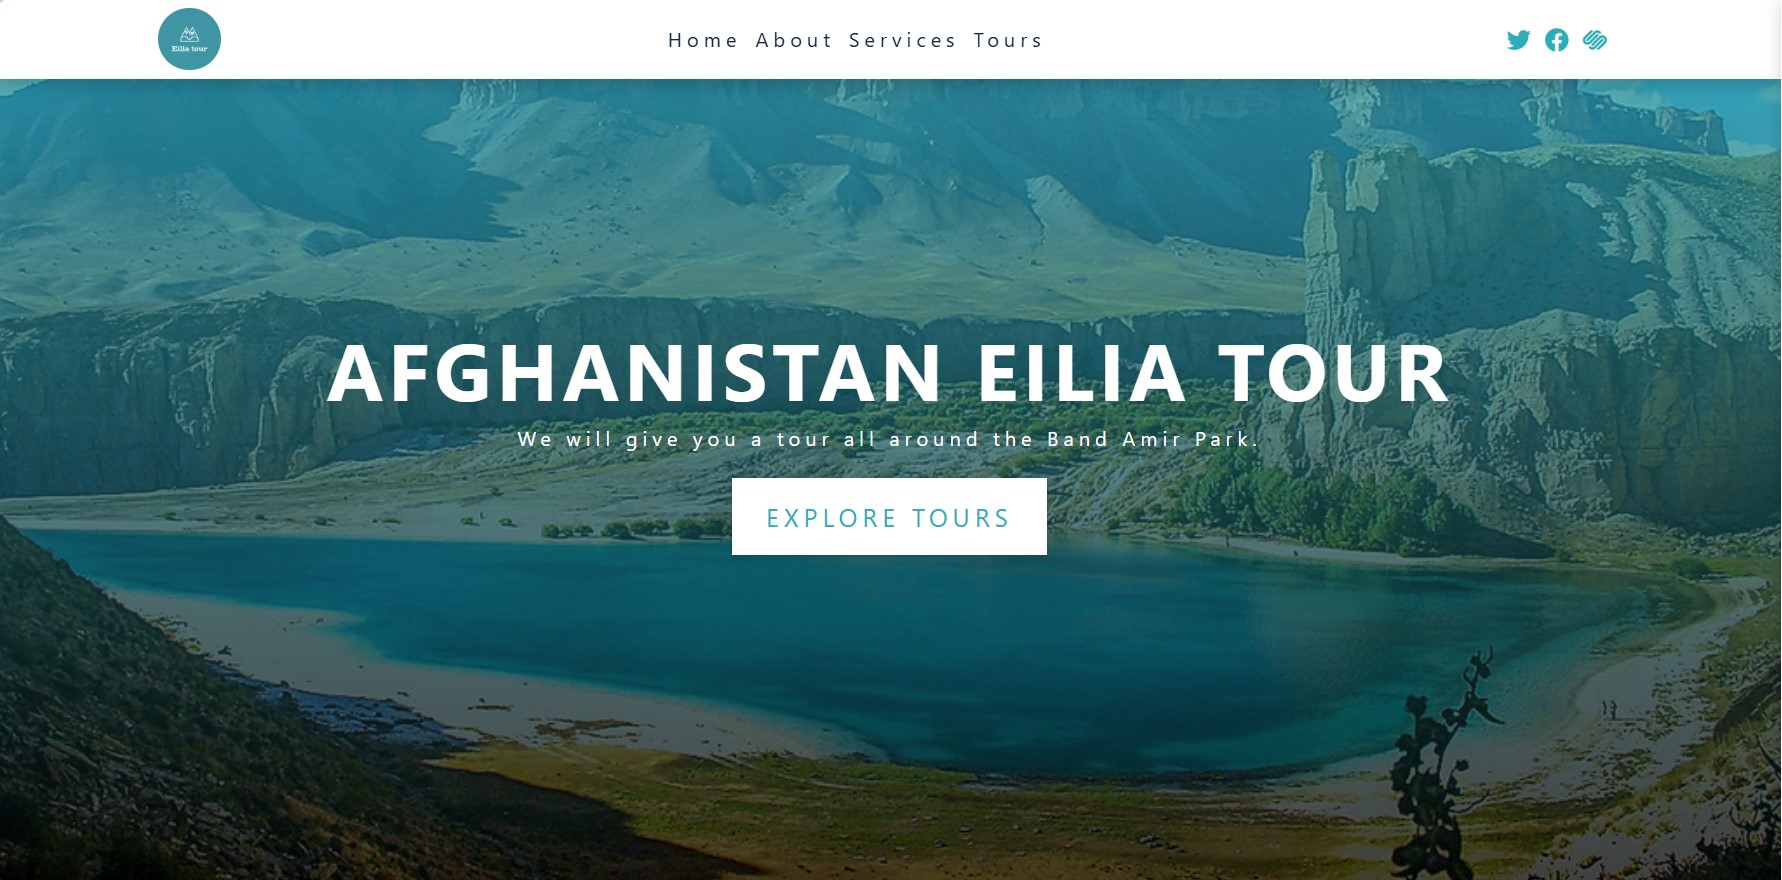 Eilia tour
Home About Services Tours
AFGHANISTAN EILIA TOUR
We will give you a tour all around the Band Amir Park.
EXPLORE TOURS